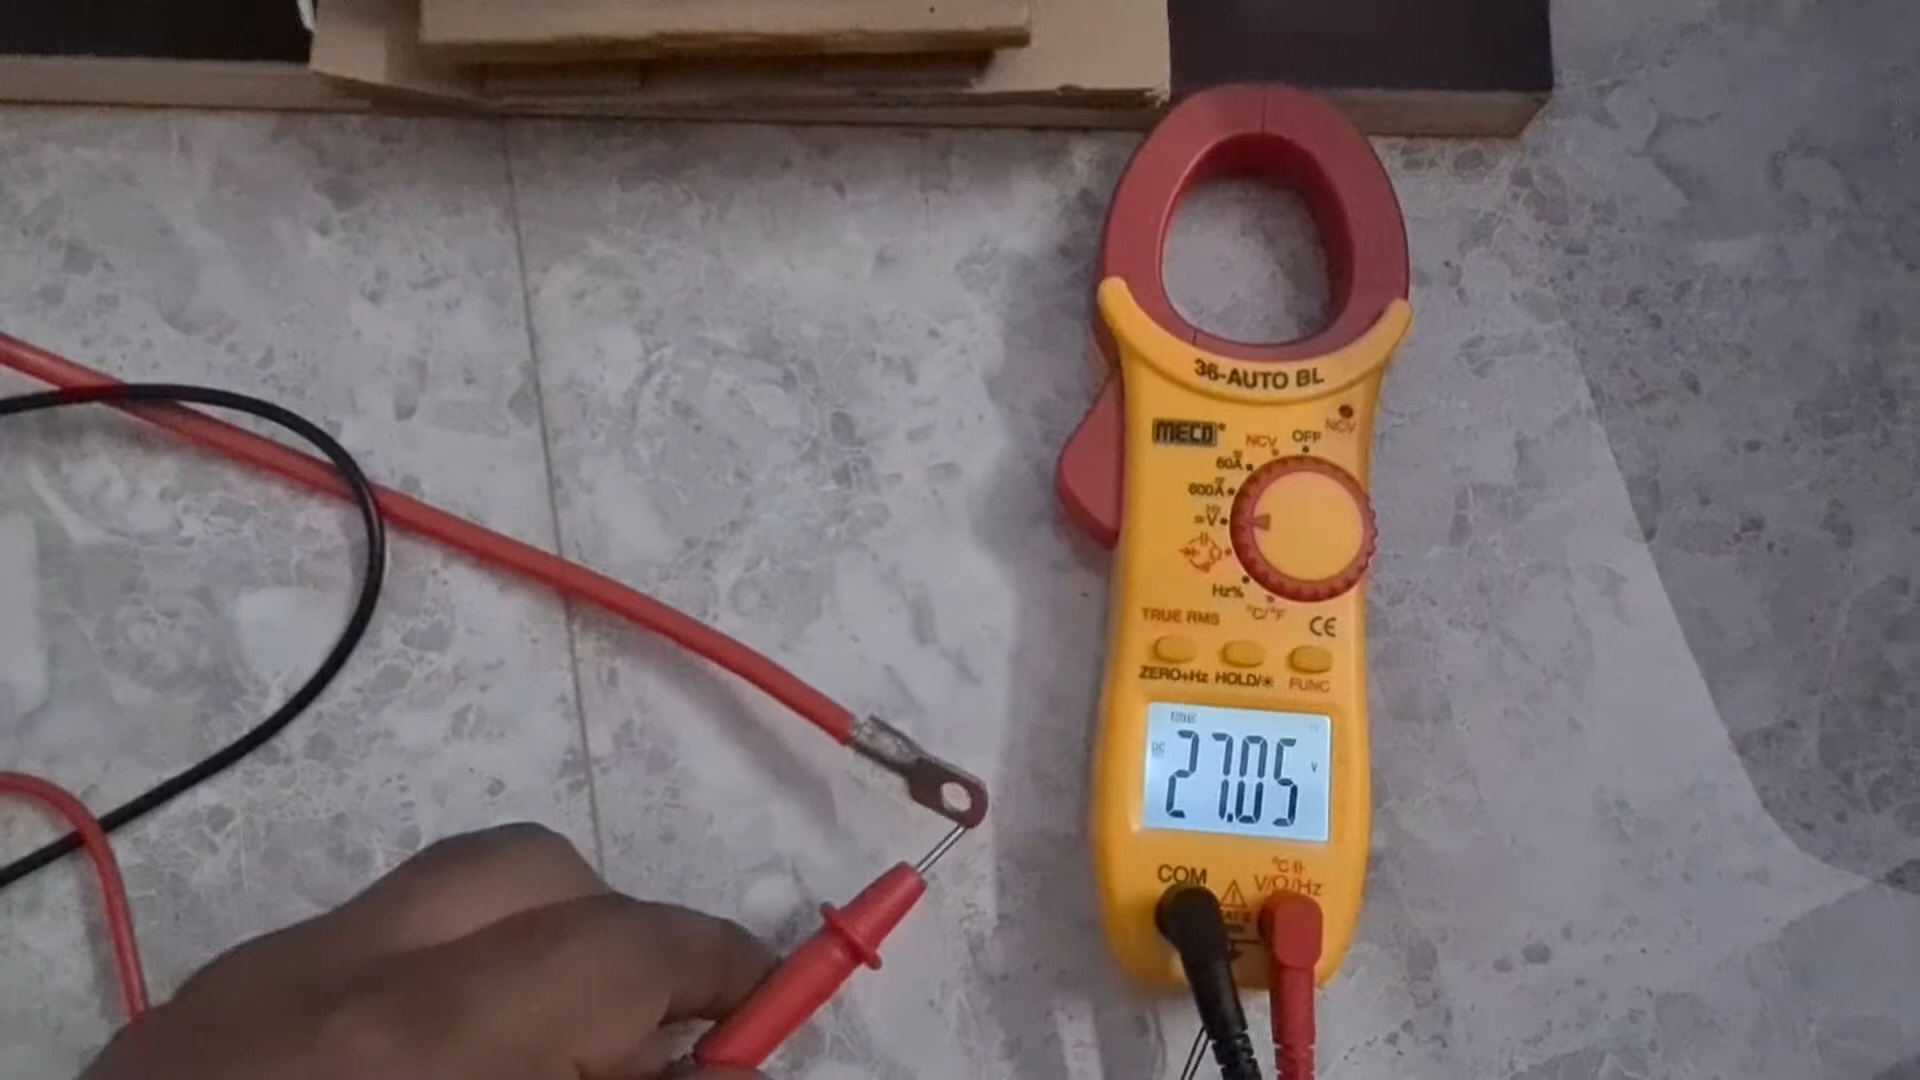 36-AUTO BL
MECO
NCV
OFF
NCV
60A
600A
Hz
V
Hz%
°C/°F
TRUE RMS
CE
ZERO+Hz HOLD/☀ FUNC
DC 27.05 V
COM
°C
V/Ω/Hz